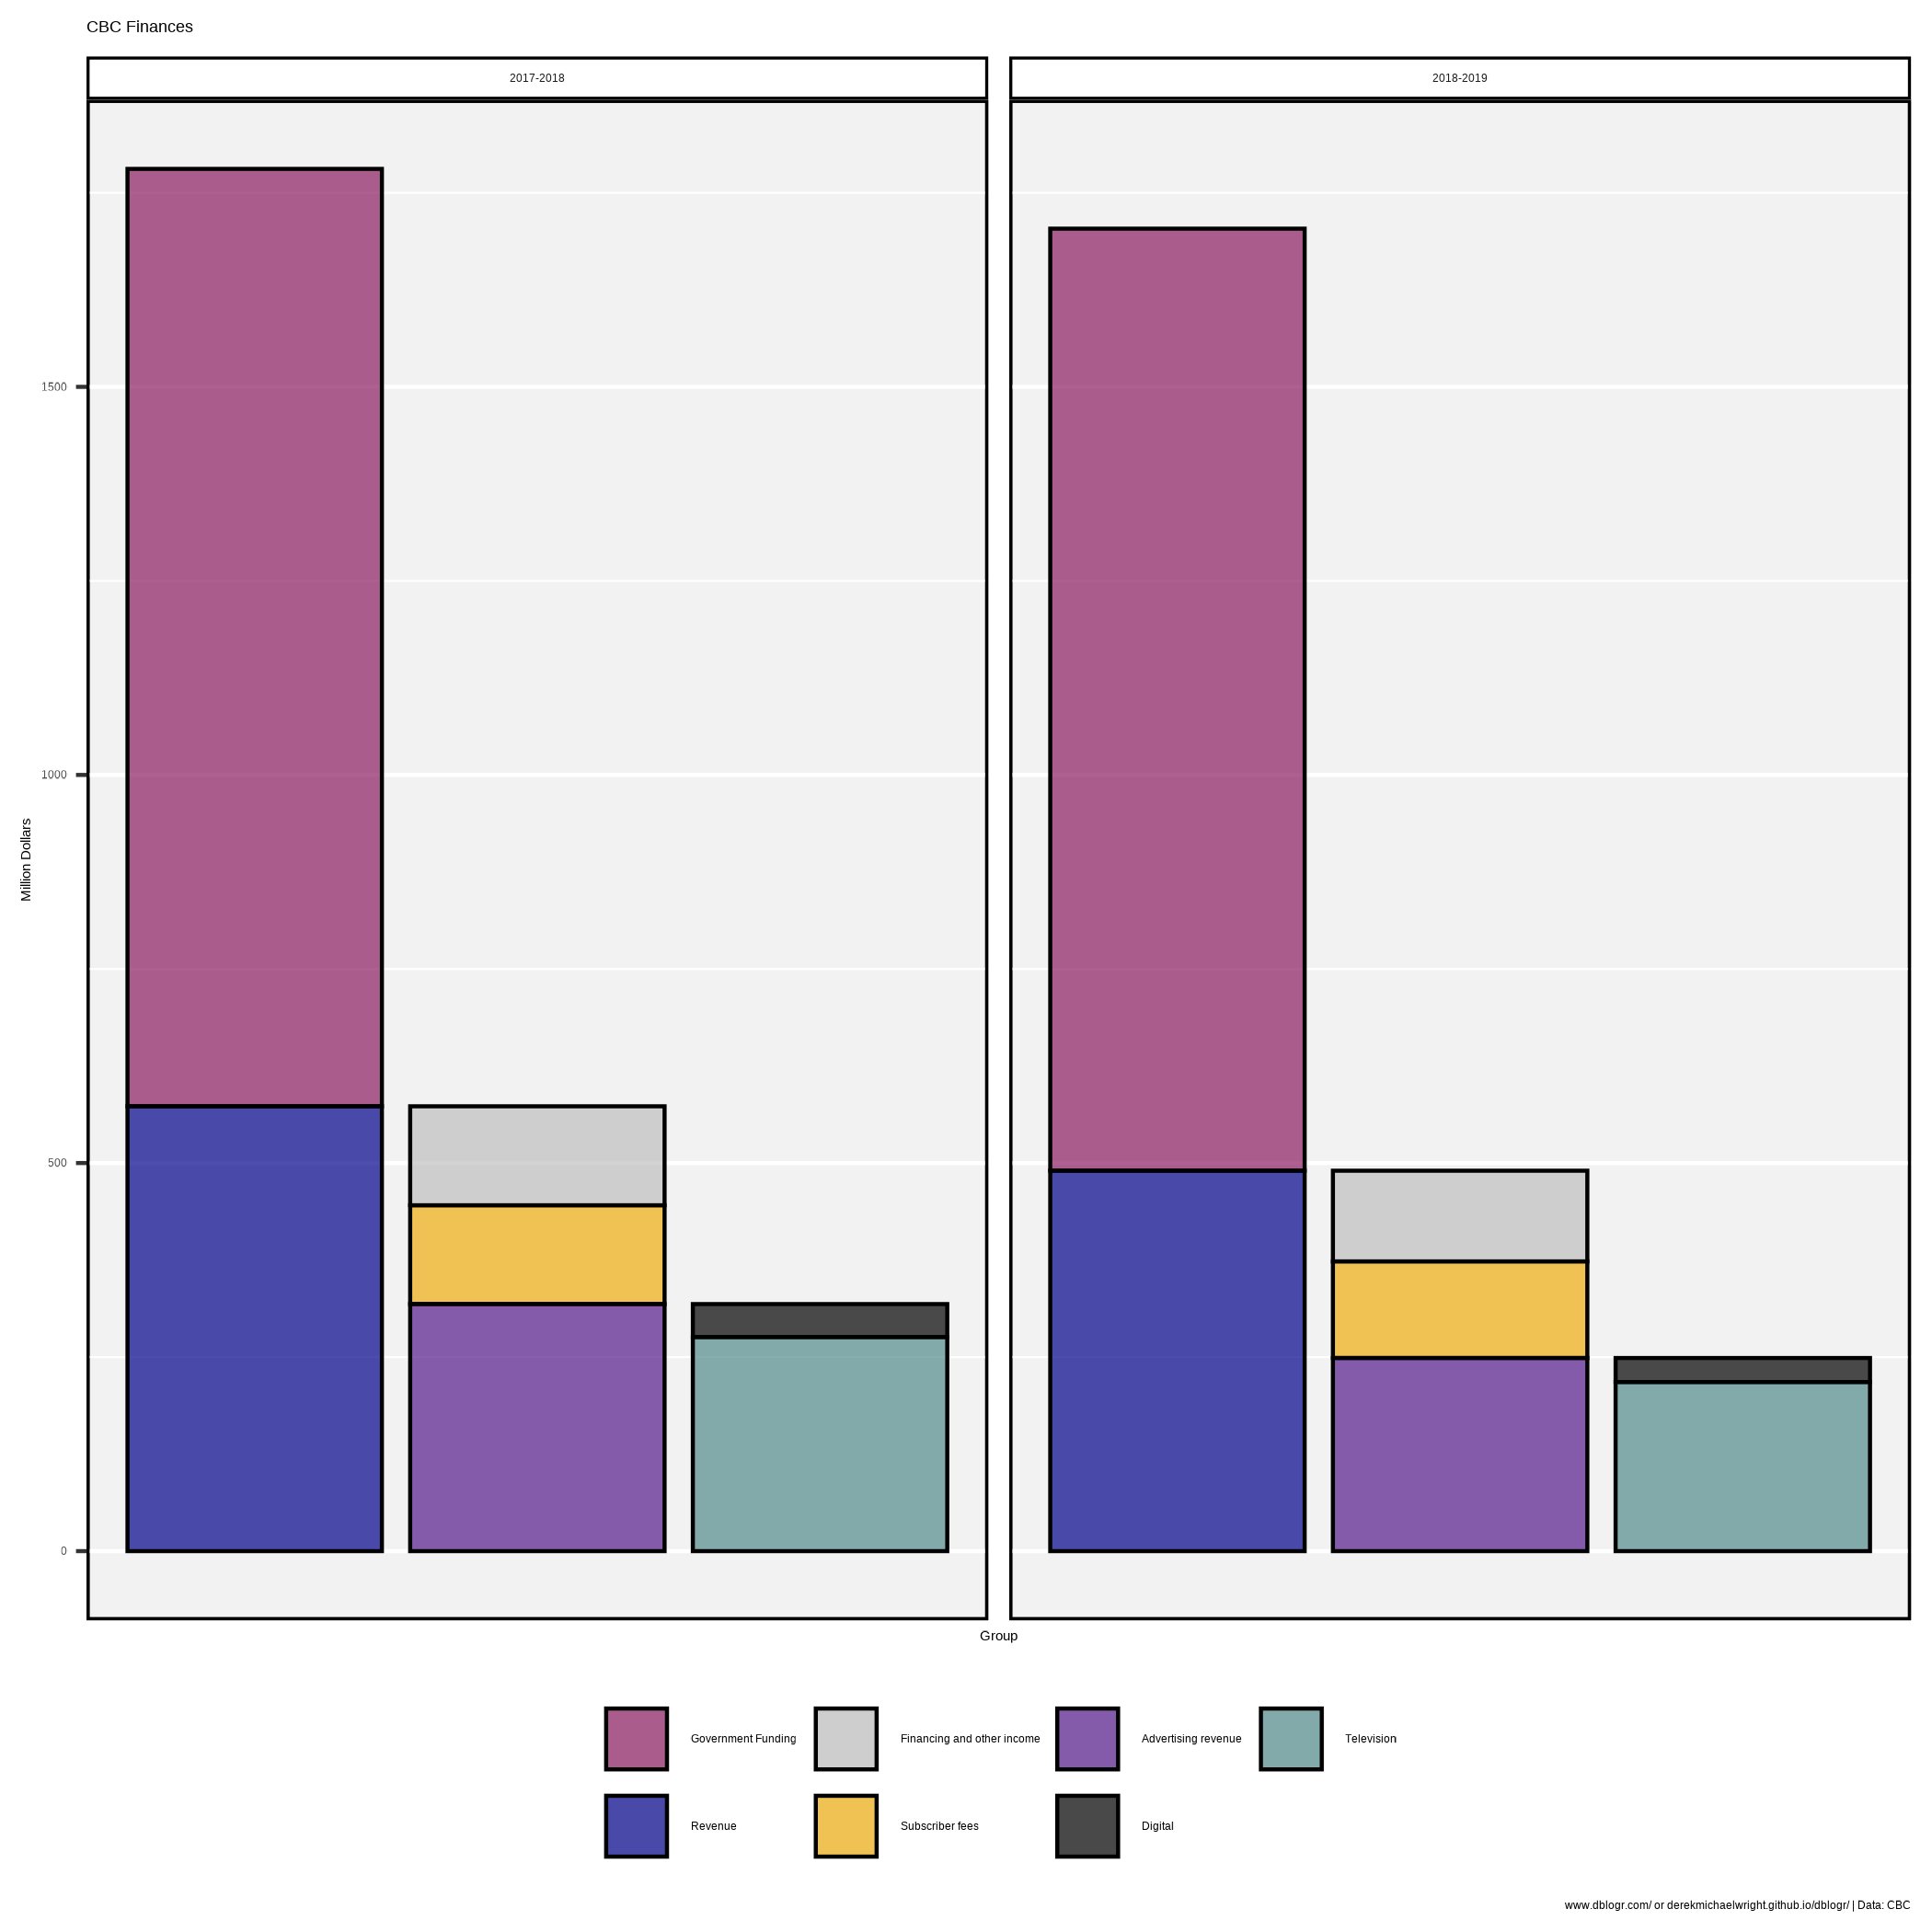 CBC Finances
2017-2018
2018-2019
1500
1000
500
0
Million Dollars
Group
Government Funding
Financing and other income
Advertising revenue
Television
Revenue
Subscriber fees
Digital
www.dblogr.com/ or derekmichaelwright.github.io/dblogr/ | Data: CBC